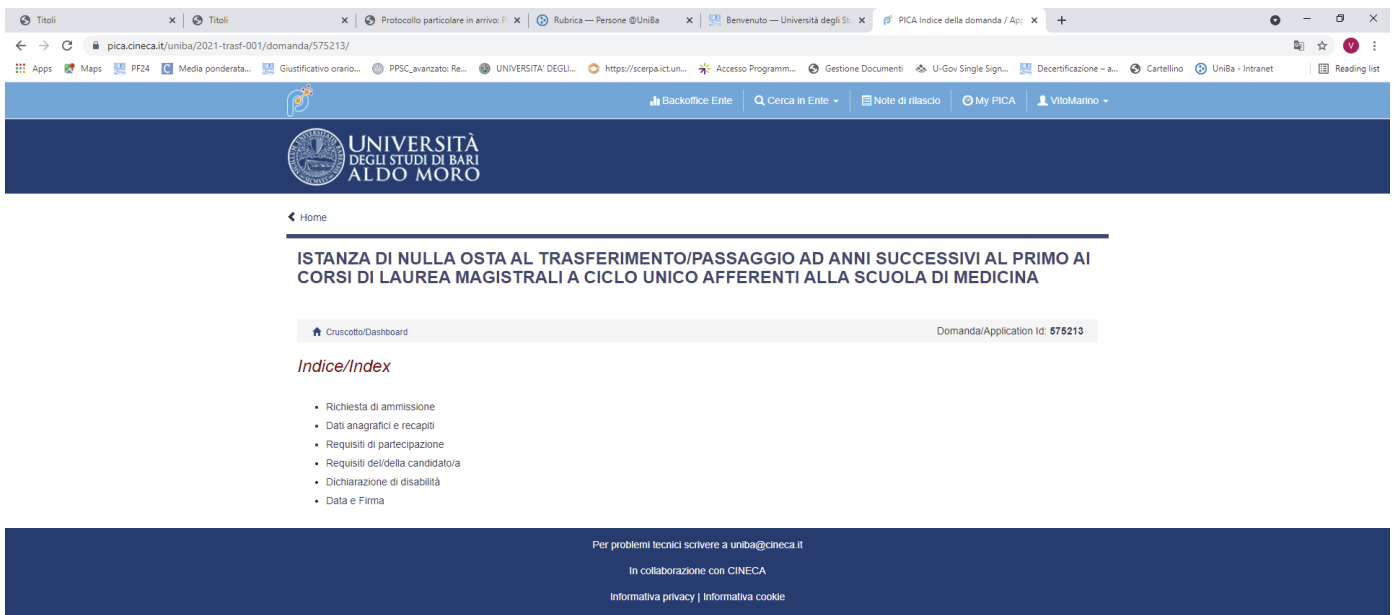 Titoli
Titoli
Protocollo particolare in arrivo: P
Rubrica — Persone @UniBa
Benvenuto — Università degli Stu
PICA Indice della domanda / App
pica.cineca.it/uniba/2021-trasf-001/domanda/575213/
V
Apps
Maps
PF24
Media ponderata...
Giustificativo orario...
PPSC_avanzato: Re...
UNIVERSITA' DEGLI...
https://scerpa.ict.un...
Accesso Programm...
Gestione Documenti
U-Gov Single Sign...
Decertificazione – a...
Cartellino
UniBa - Intranet
Reading list
Backoffice Ente
Cerca in Ente
Note di rilascio
My PICA
VitoMarino
UNIVERSITÀ
DEGLI STUDI DI BARI
ALDO MORO
Home
ISTANZA DI NULLA OSTA AL TRASFERIMENTO/PASSAGGIO AD ANNI SUCCESSIVI AL PRIMO AI
CORSI DI LAUREA MAGISTRALI A CICLO UNICO AFFERENTI ALLA SCUOLA DI MEDICINA
Cruscotto/Dashboard
Domanda/Application Id: 575213
Indice/Index
• Richiesta di ammissione
• Dati anagrafici e recapiti
• Requisiti di partecipazione
• Requisiti del/della candidato/a
• Dichiarazione di disabilità
• Data e Firma
Per problemi tecnici scrivere a uniba@cineca.it
In collaborazione con CINECA
Informativa privacy | Informativa cookie